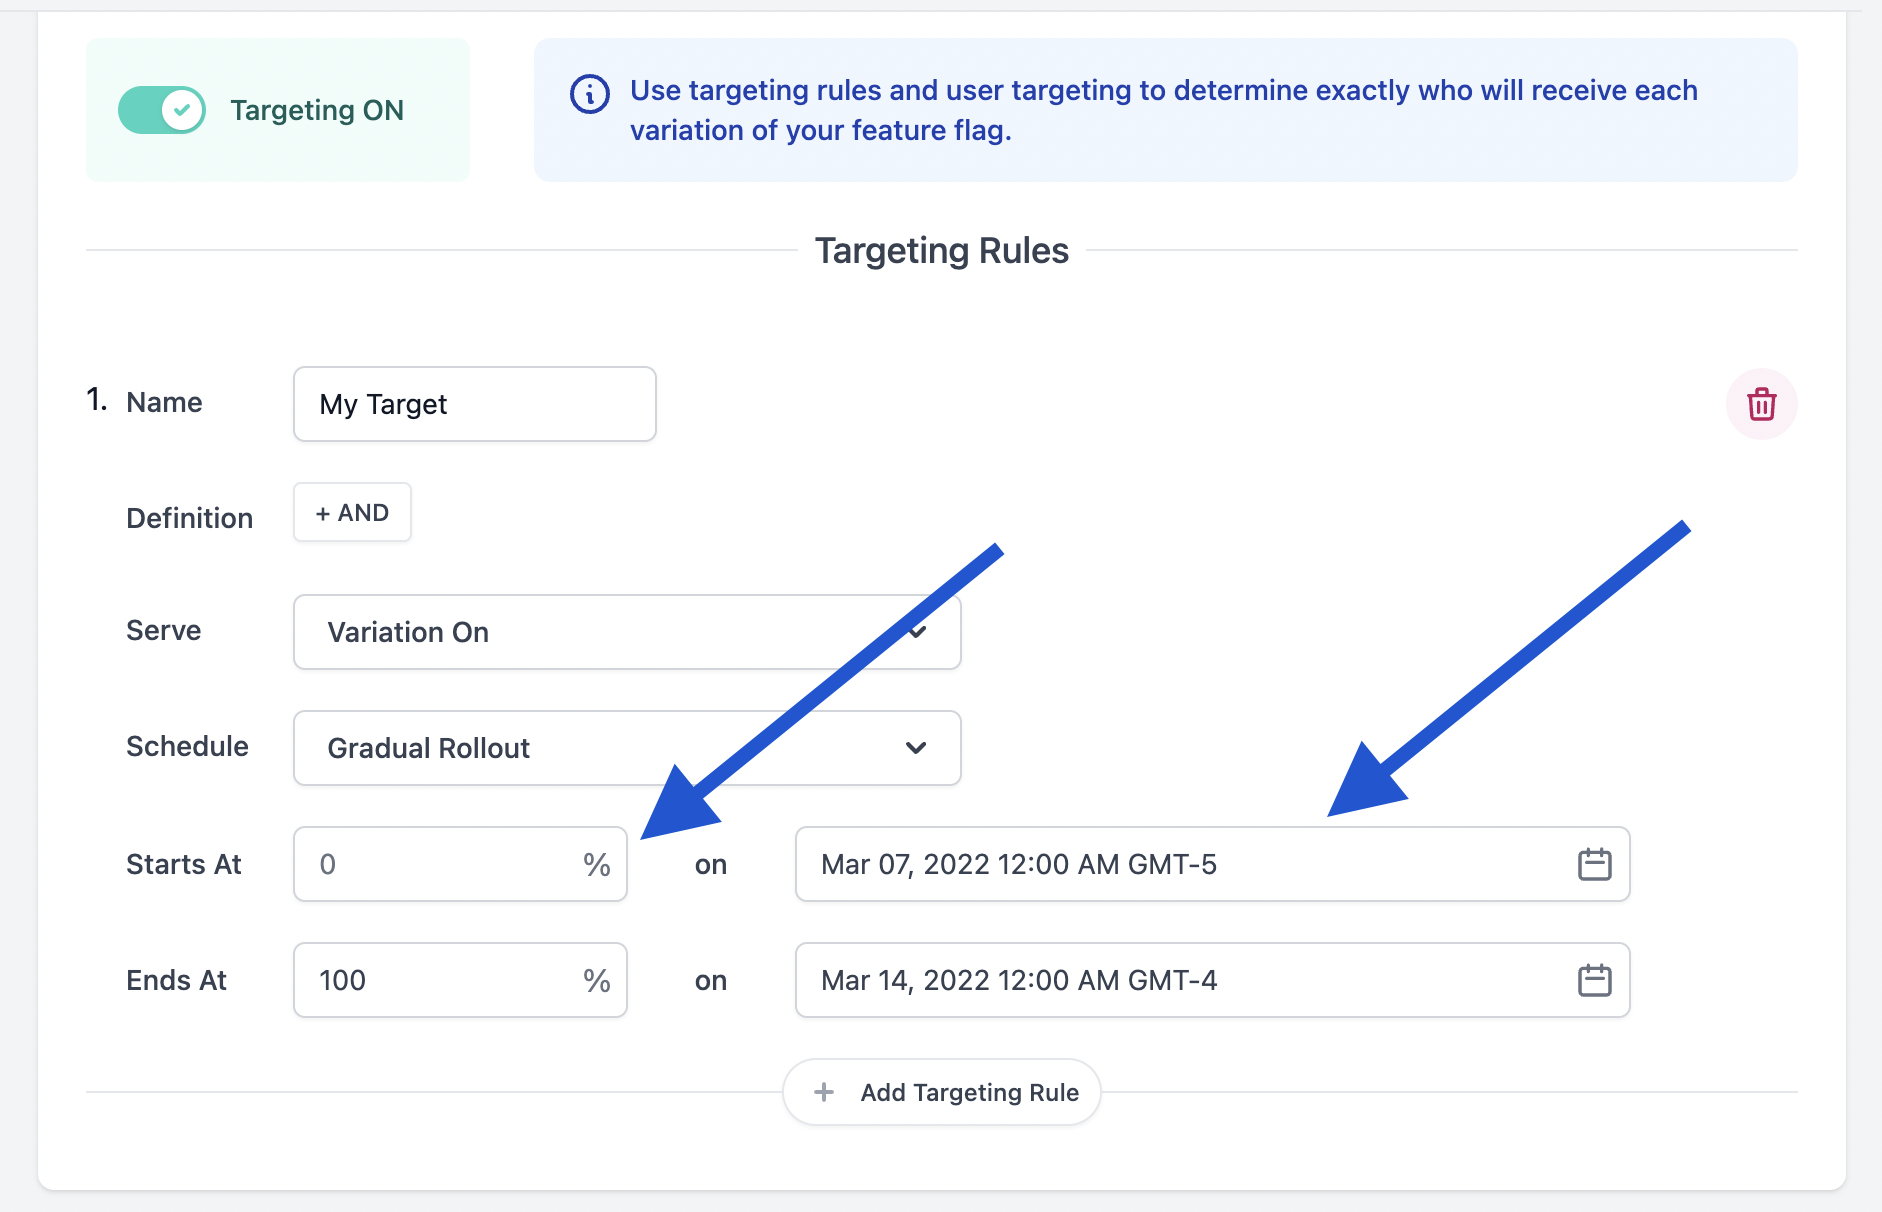 Targeting ON
Use targeting rules and user targeting to determine exactly who will receive each
variation of your feature flag.
Targeting Rules
1. Name My Target
Definition + AND
Serve Variation On
Schedule Gradual Rollout
Starts At 0 % on Mar 07, 2022 12:00 AM GMT-5
Ends At 100 % on Mar 14, 2022 12:00 AM GMT-4
+ Add Targeting Rule